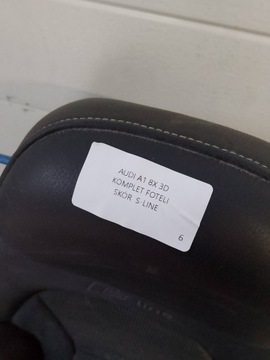 AUDI A1 8X 3D
KOMPLET FOTELI
SKÓR. S-LINE
6